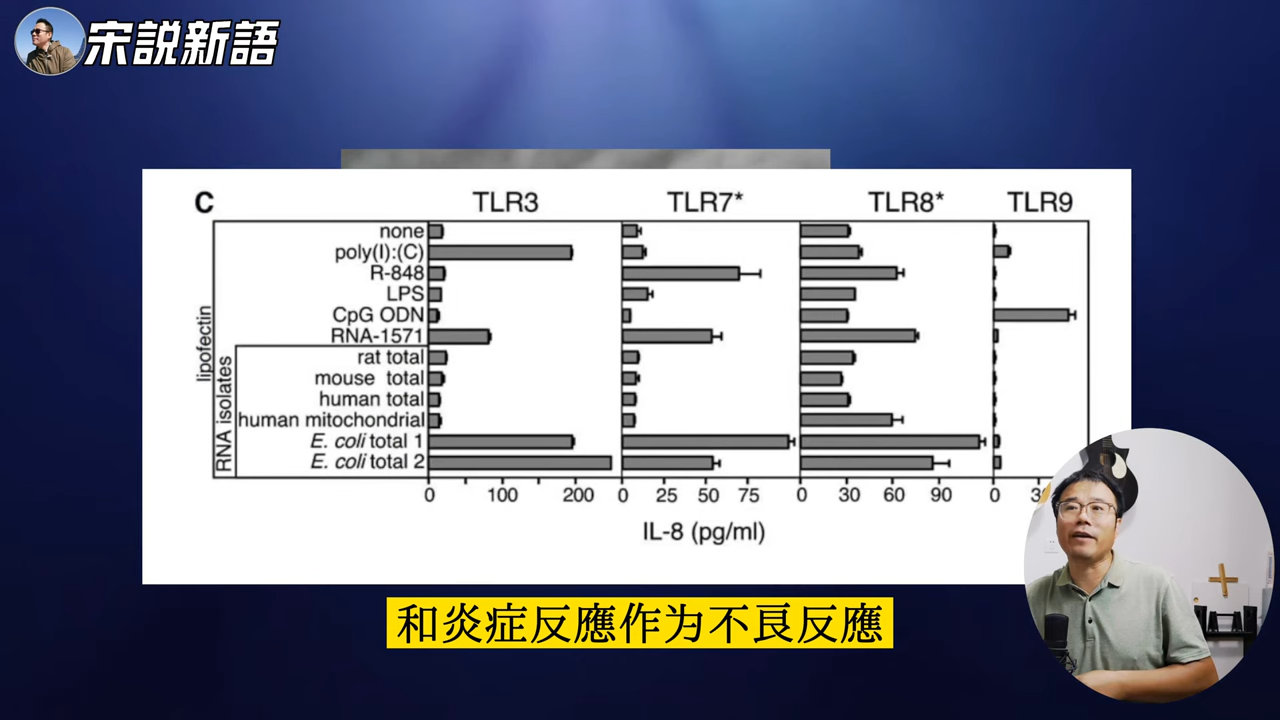 宋説新語
C
TLR3 TLR7* TLR8* TLR9
none
poly(I):(C)
R-848
LPS
CpG ODN
RNA-1571
rat total
mouse total
human total
human mitochondrial
E. coli total 1
E. coli total 2
lipofectin
RNA isolates
0 100 200 0 25 50 75 0 30 60 90 0
IL-8 (pg/ml)
和炎症反應作为不良反應